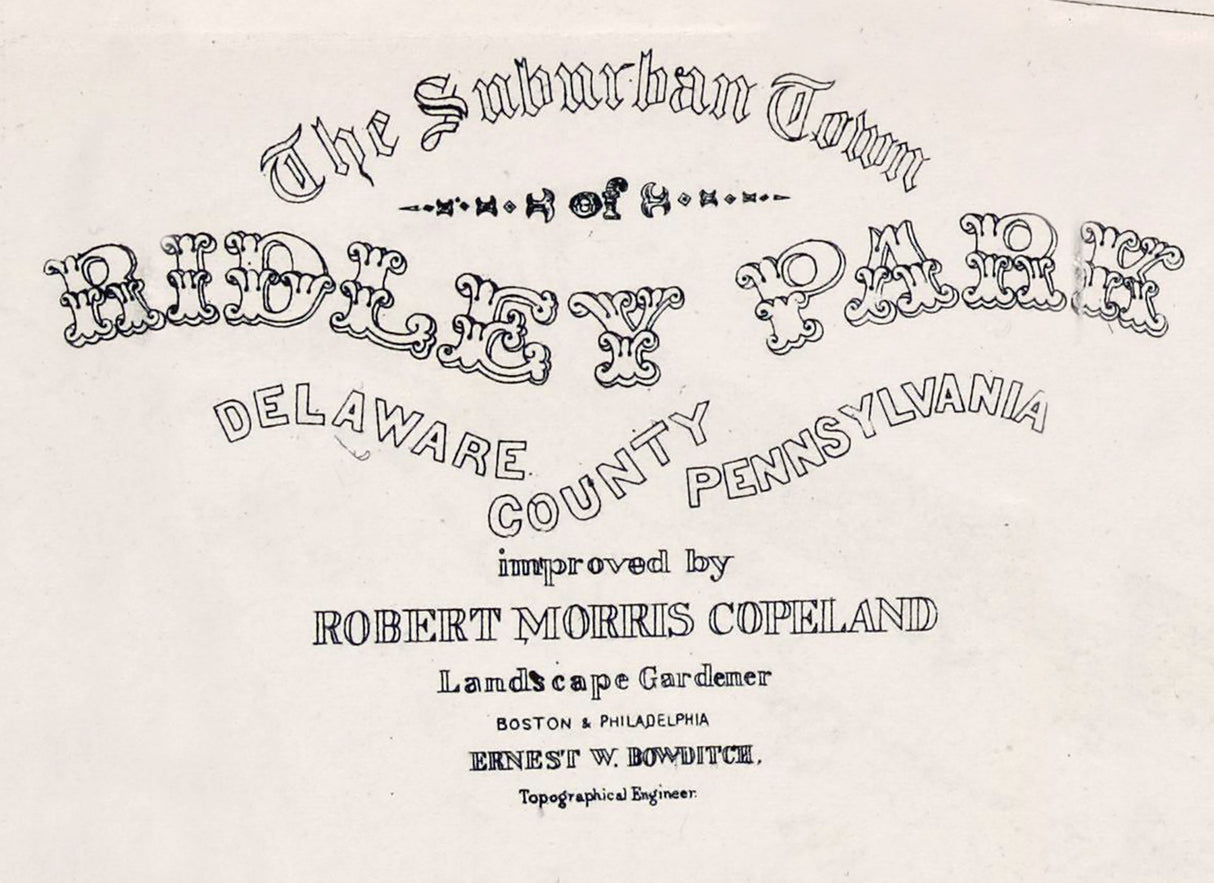 The Suburban Town
of
RIDLEY PARK
DELAWARE COUNTY PENNSYLVANIA
improved by
ROBERT MORRIS COPELAND
Landscape Gardener
BOSTON & PHILADELPHIA
ERNEST W. BOWDITCH,
Topographical Engineer.